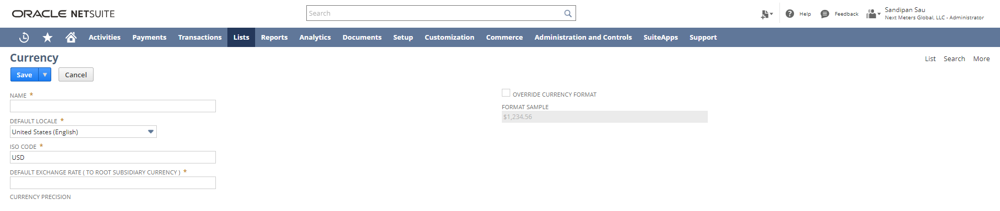 ORACLE NETSUITE
Search
Help
Feedback
Sandipan Sau
Next Meters Global, LLC - Administrator
Activities Payments Transactions Lists Reports Analytics Documents Setup Customization Commerce Administration and Controls SuiteApps Support
Currency
List Search More
Save Cancel
NAME *
DEFAULT LOCALE *
United States (English)
ISO CODE *
USD
DEFAULT EXCHANGE RATE ( TO ROOT SUBSIDIARY CURRENCY ) *
CURRENCY PRECISION
OVERRIDE CURRENCY FORMAT
FORMAT SAMPLE
$1,234.56